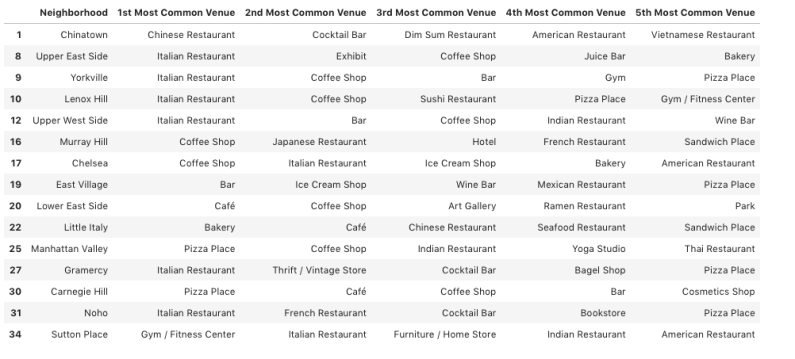 Neighborhood 1st Most Common Venue 2nd Most Common Venue 3rd Most Common Venue 4th Most Common Venue 5th Most Common Venue
1 Chinatown Chinese Restaurant Cocktail Bar Dim Sum Restaurant American Restaurant Vietnamese Restaurant
8 Upper East Side Italian Restaurant Exhibit Coffee Shop Juice Bar Bakery
9 Yorkville Italian Restaurant Coffee Shop Bar Gym Pizza Place
10 Lenox Hill Italian Restaurant Coffee Shop Sushi Restaurant Pizza Place Gym / Fitness Center
12 Upper West Side Italian Restaurant Bar Coffee Shop Indian Restaurant Wine Bar
16 Murray Hill Coffee Shop Japanese Restaurant Hotel French Restaurant Sandwich Place
17 Chelsea Coffee Shop Italian Restaurant Ice Cream Shop Bakery American Restaurant
19 East Village Bar Ice Cream Shop Wine Bar Mexican Restaurant Pizza Place
20 Lower East Side Café Coffee Shop Art Gallery Ramen Restaurant Park
22 Little Italy Bakery Café Chinese Restaurant Seafood Restaurant Sandwich Place
25 Manhattan Valley Pizza Place Coffee Shop Indian Restaurant Yoga Studio Thai Restaurant
27 Gramercy Italian Restaurant Thrift / Vintage Store Cocktail Bar Bagel Shop Pizza Place
30 Carnegie Hill Pizza Place Café Coffee Shop Bar Cosmetics Shop
31 Noho Italian Restaurant French Restaurant Cocktail Bar Bookstore Pizza Place
34 Sutton Place Gym / Fitness Center Italian Restaurant Furniture / Home Store Indian Restaurant American Restaurant